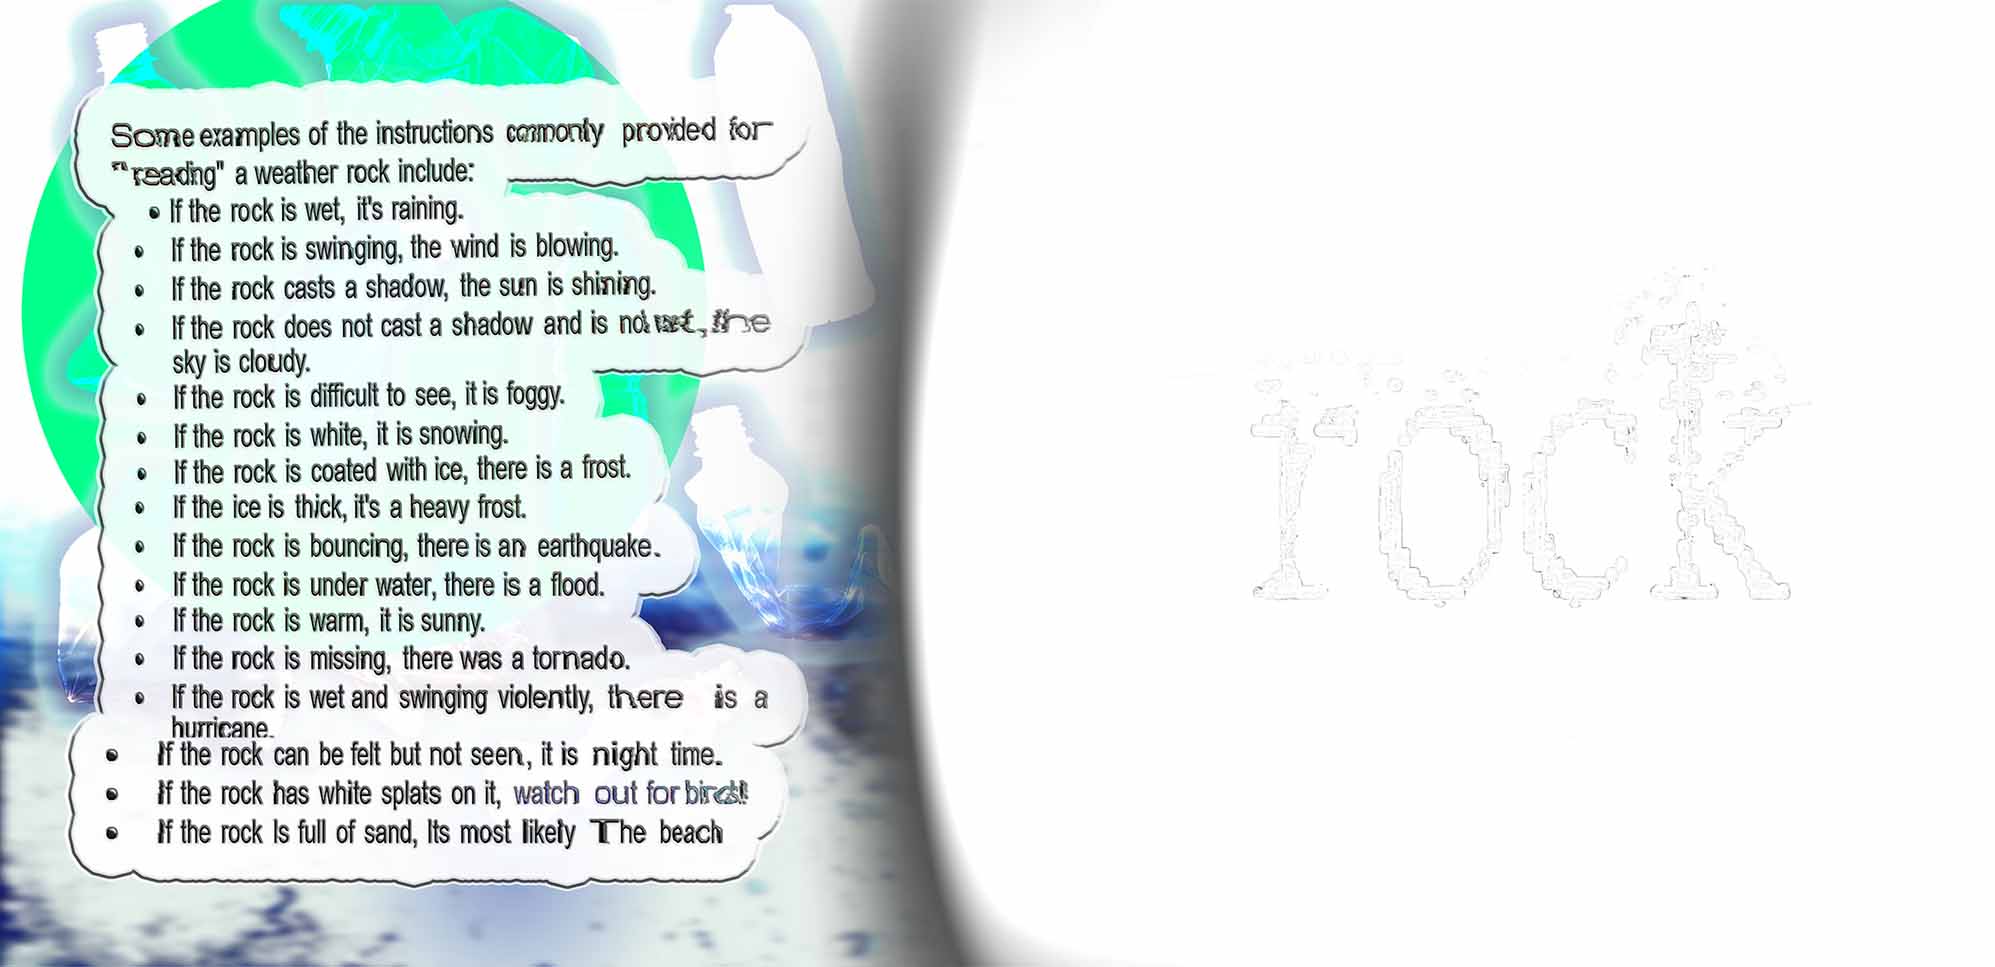 Some examples of the instructions commonly provided for
"reading" a weather rock include:
• If the rock is wet, it's raining.
• If the rock is swinging, the wind is blowing.
• If the rock casts a shadow, the sun is shining.
• If the rock does not cast a shadow and is not wet, the
sky is cloudy.
• If the rock is difficult to see, it is foggy.
• If the rock is white, it is snowing.
• If the rock is coated with ice, there is a frost.
• If the ice is thick, it's a heavy frost.
• If the rock is bouncing, there is an earthquake.
• If the rock is under water, there is a flood.
• If the rock is warm, it is sunny.
• If the rock is missing, there was a tornado.
• If the rock is wet and swinging violently, there is a
hurricane.
• If the rock can be felt but not seen, it is night time.
• If the rock has white splats on it, watch out for birds!
• If the rock Is full of sand, Its most likely The beach
rock